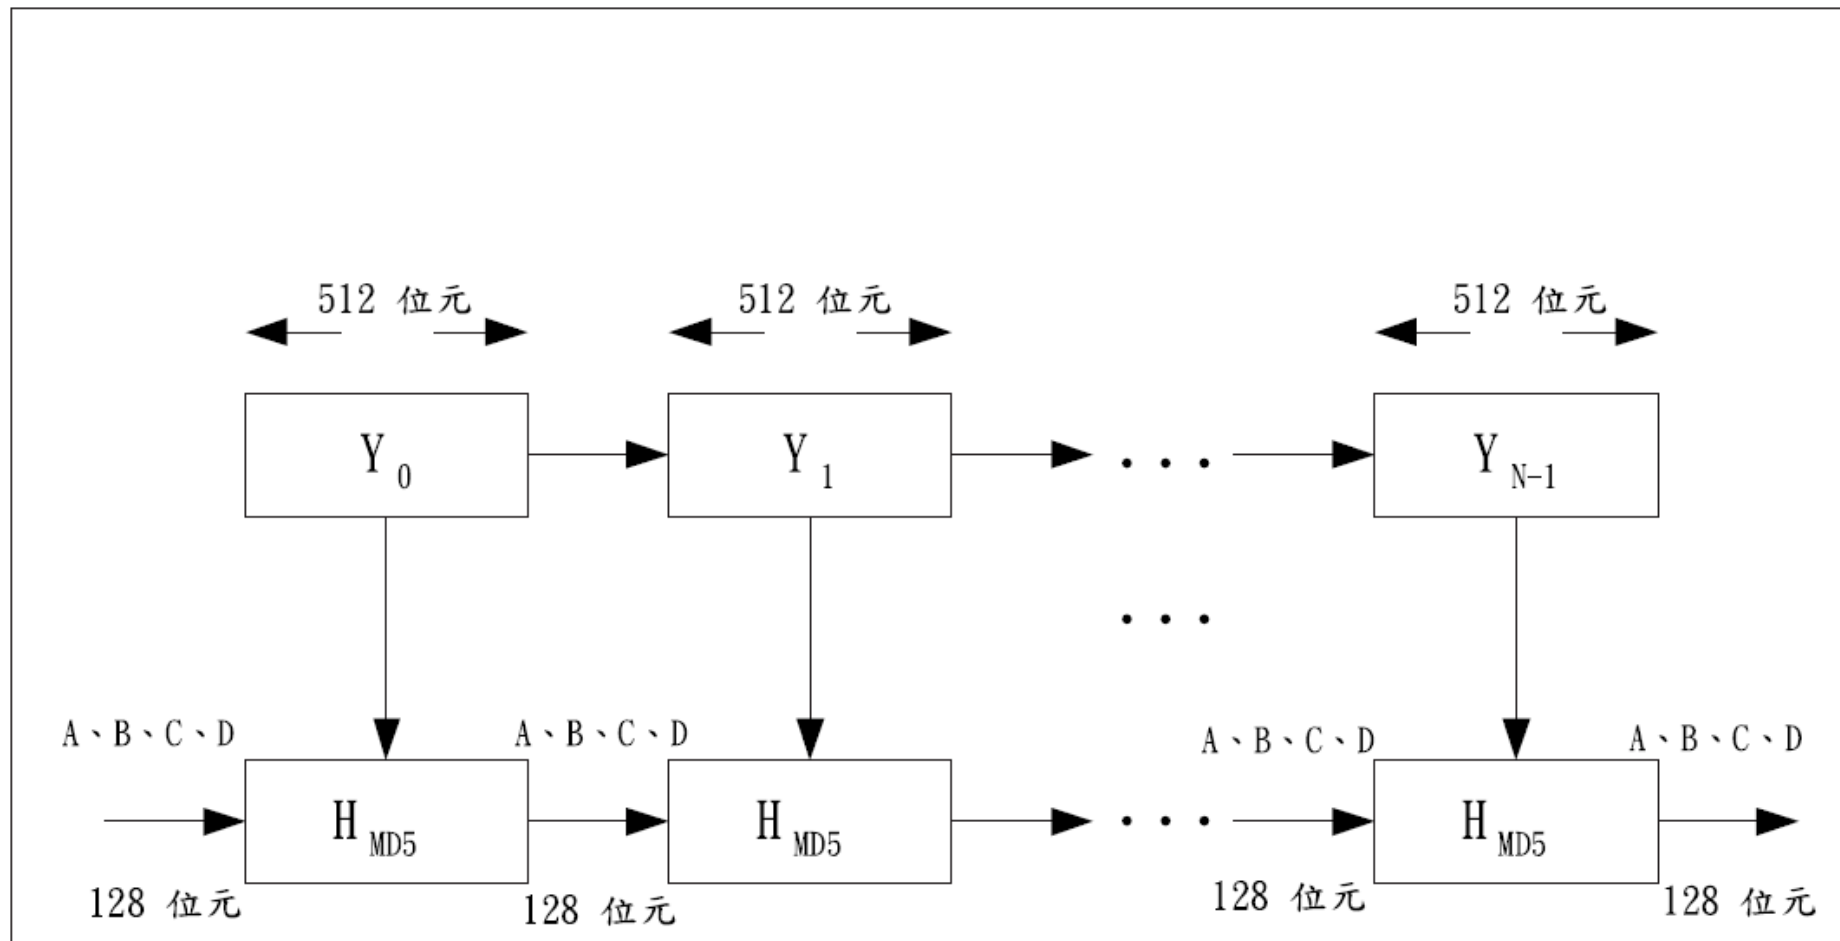 512 位元
512 位元
512 位元
Y 0
Y 1
• • •
Y N-1
• • •
A、B、C、D
A、B、C、D
A、B、C、D
A、B、C、D
H MD5
H MD5
• • •
H MD5
128 位元
128 位元
128 位元
128 位元